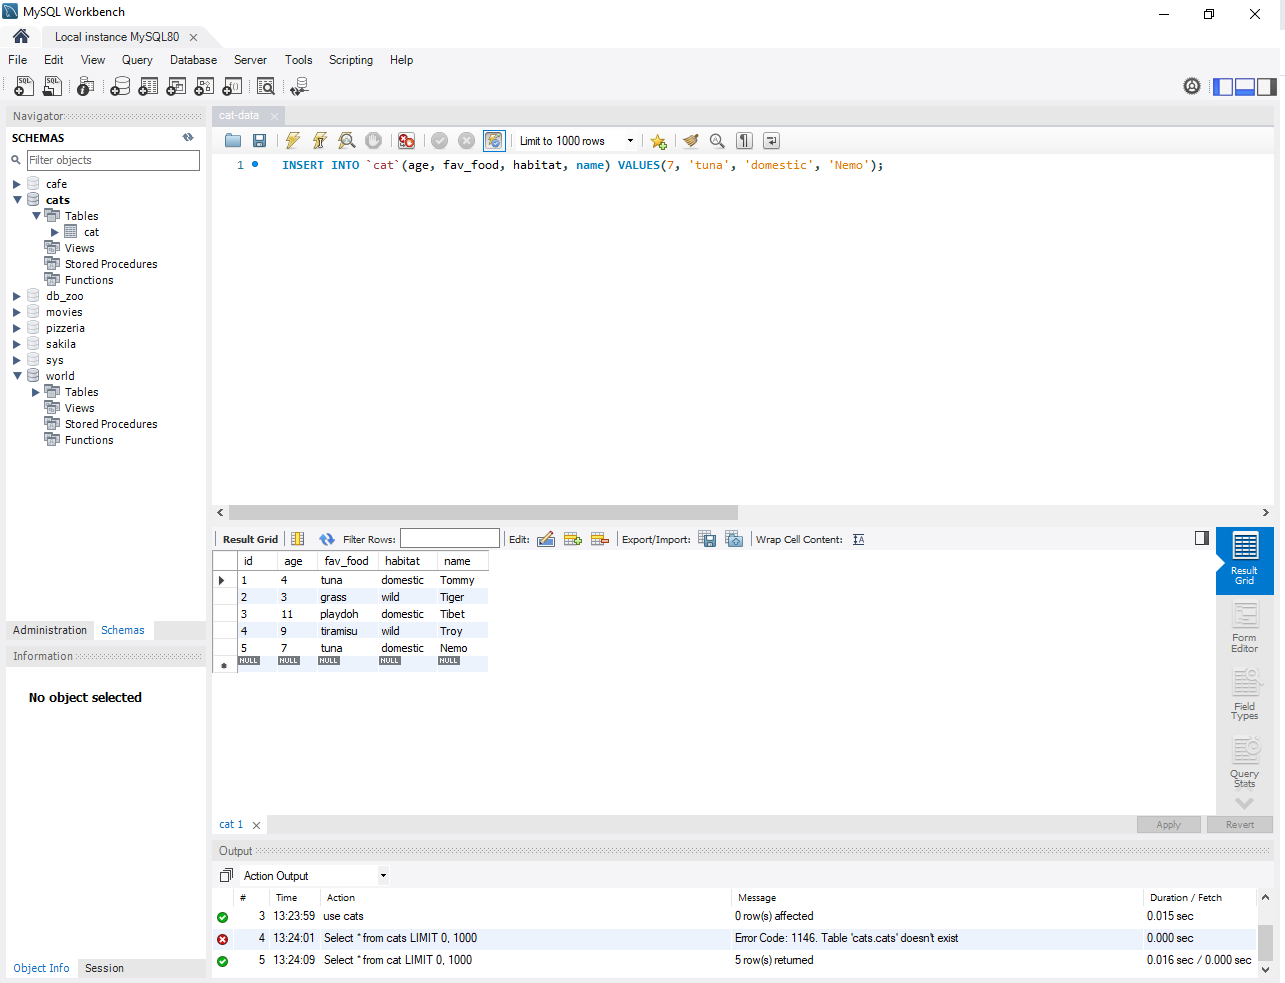 MySQL Workbench
Local instance MySQL80
File Edit View Query Database Server Tools Scripting Help
Navigator
SCHEMAS
Filter objects
cafe
cats
Tables
cat
Views
Stored Procedures
Functions
db_zoo
movies
pizzeria
sakila
sys
world
Tables
Views
Stored Procedures
Functions
Administration Schemas
Information
No object selected
Object Info Session
cat-data
Limit to 1000 rows
1 INSERT INTO `cat`(age, fav_food, habitat, name) VALUES(7, 'tuna', 'domestic', 'Nemo');
Result Grid Filter Rows: Edit: Export/Import: Wrap Cell Content:
id age fav_food habitat name
1 4 tuna domestic Tommy
2 3 grass wild Tiger
3 11 playdoh domestic Tibet
4 9 tiramisu wild Troy
5 7 tuna domestic Nemo
NULL NULL NULL NULL NULL
Result
Grid
Form
Editor
Field
Types
Query
Stats
cat 1
Apply Revert
Output
Action Output
# Time Action Message Duration / Fetch
3 13:23:59 use cats 0 row(s) affected 0.015 sec
4 13:24:01 Select * from cats LIMIT 0, 1000 Error Code: 1146. Table 'cats.cats' doesn't exist 0.000 sec
5 13:24:09 Select * from cat LIMIT 0, 1000 5 row(s) returned 0.016 sec / 0.000 sec